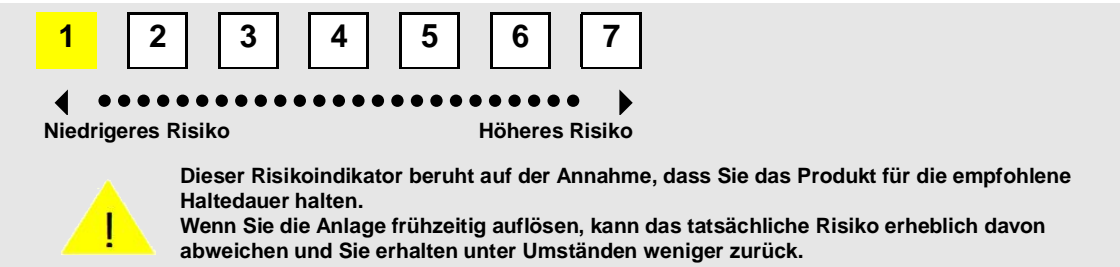 1 2 3 4 5 6 7
Niedrigeres Risiko Höheres Risiko
Dieser Risikoindikator beruht auf der Annahme, dass Sie das Produkt für die empfohlene
Haltedauer halten.
Wenn Sie die Anlage frühzeitig auflösen, kann das tatsächliche Risiko erheblich davon
abweichen und Sie erhalten unter Umständen weniger zurück.
!